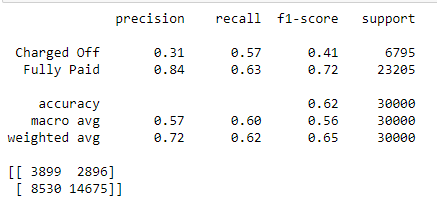 precision recall f1-score support
Charged Off 0.31 0.57 0.41 6795
Fully Paid 0.84 0.63 0.72 23205
accuracy 0.62 30000
macro avg 0.57 0.60 0.56 30000
weighted avg 0.72 0.62 0.65 30000
[[ 3899 2896]
[ 8530 14675]]